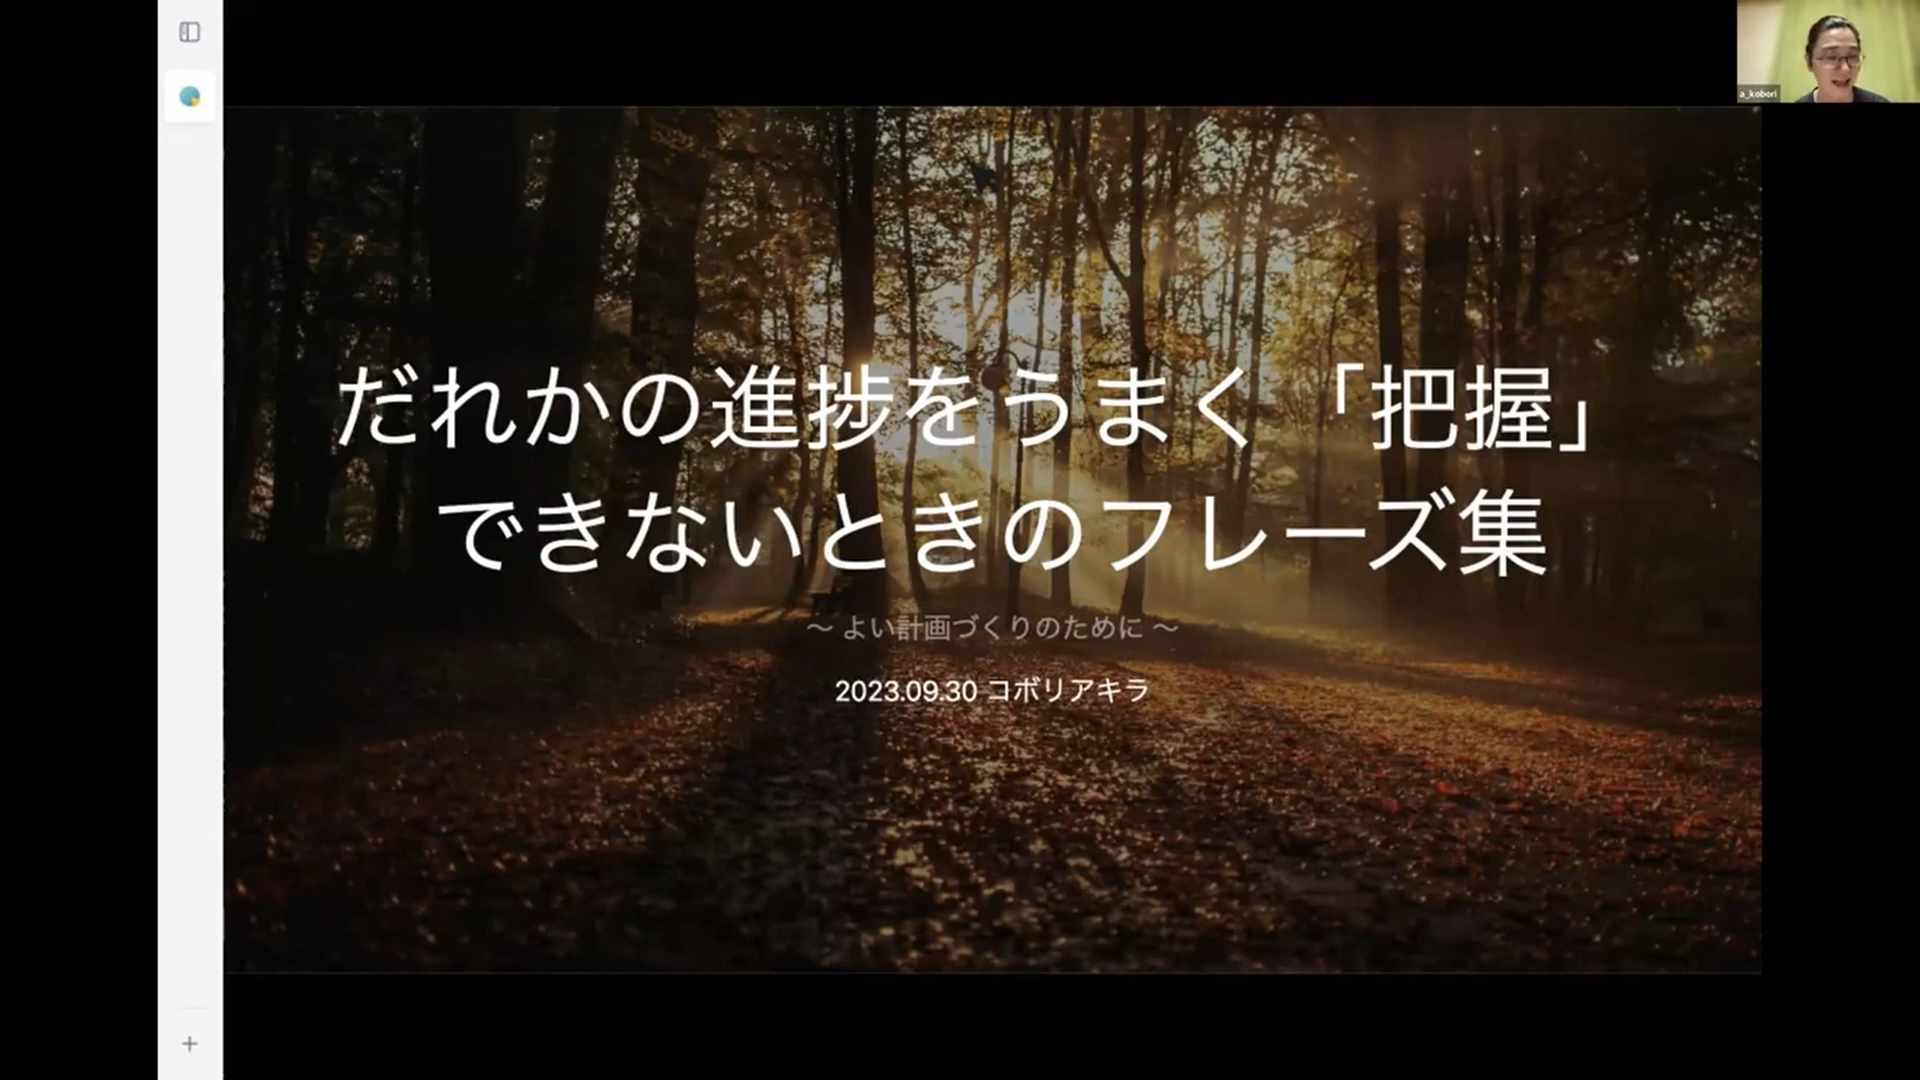 a_kobori
だれかの進捗をうまく「把握」
できないときのフレーズ集
～ よい計画づくりのために ～
2023.09.30 コボリアキラ